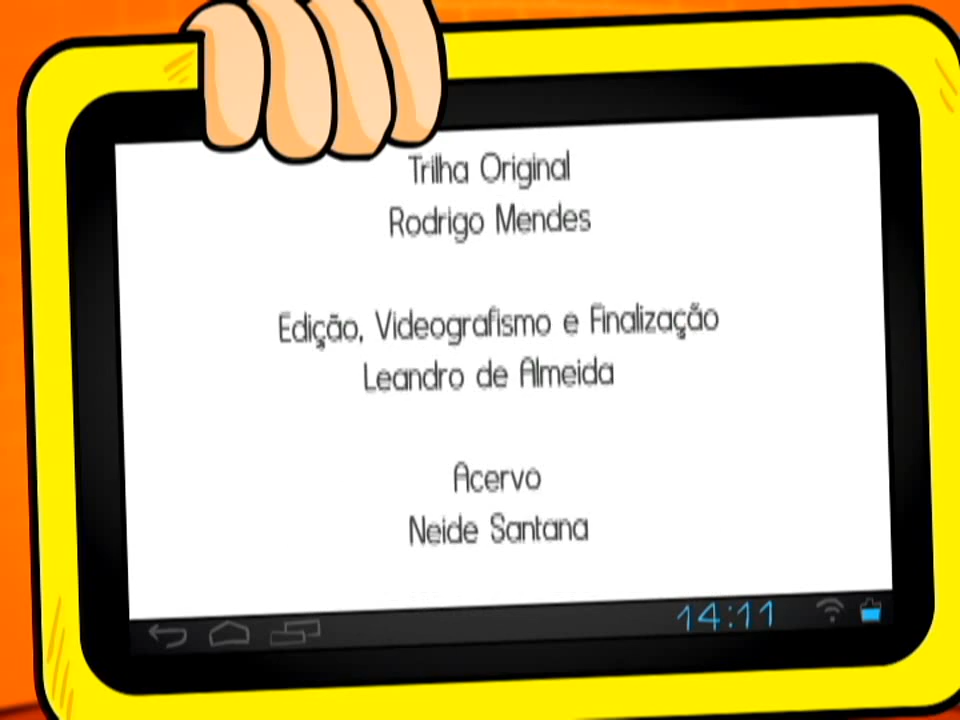 Trilha Original
Rodrigo Mendes
Edição, Videografismo e Finalização
Leandro de Almeida
Acervo
Neide Santana
14:11